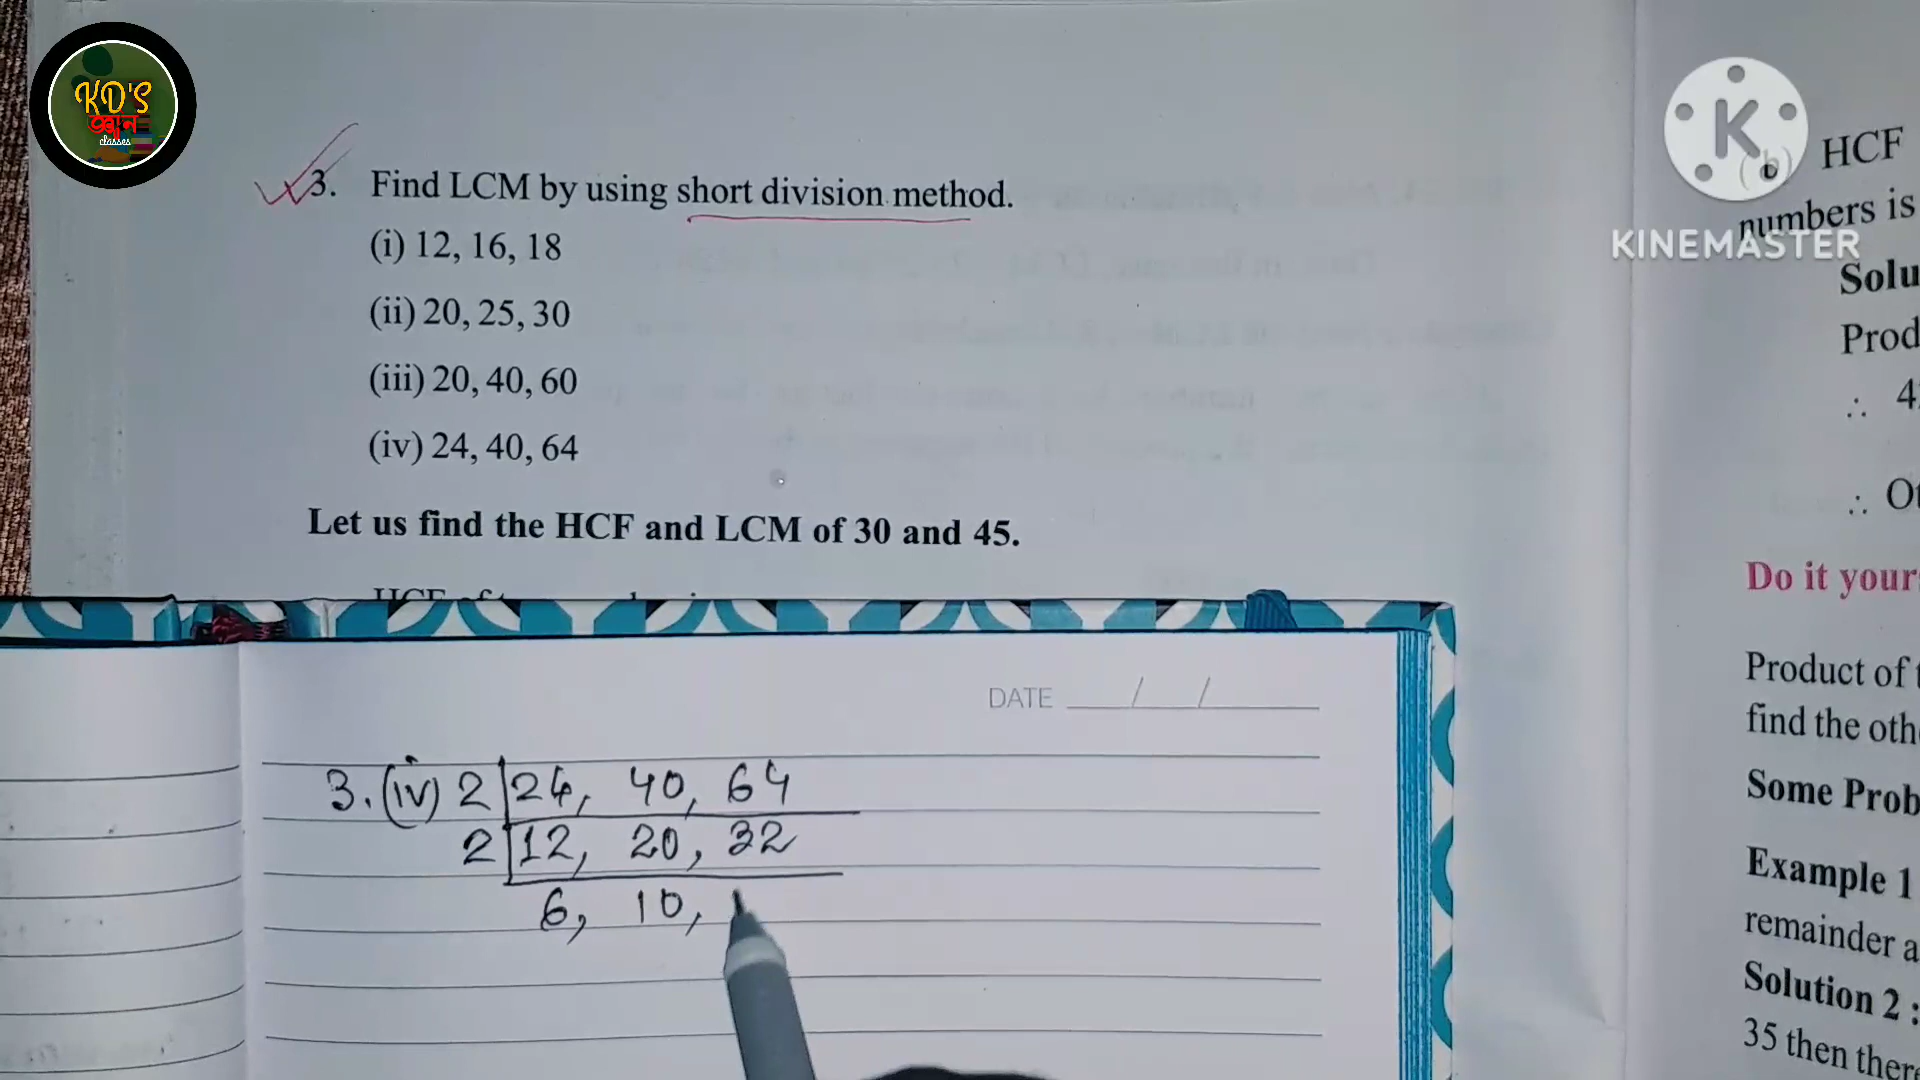 KD'S
জ্ঞান
classes
3. Find LCM by using short division method.
(i) 12, 16, 18
(ii) 20, 25, 30
(iii) 20, 40, 60
(iv) 24, 40, 64
Let us find the HCF and LCM of 30 and 45.
DATE / /
3. (iv) 2 24, 40, 64
2 12, 20, 32
6, 10,
K
KINEMASTER
(b) HCF
numbers is
Solu
Prod
∴ 4
∴
Do it your
Product of
find the oth
Some Prob
Example 1
remainder a
Solution 2 :
35 then there